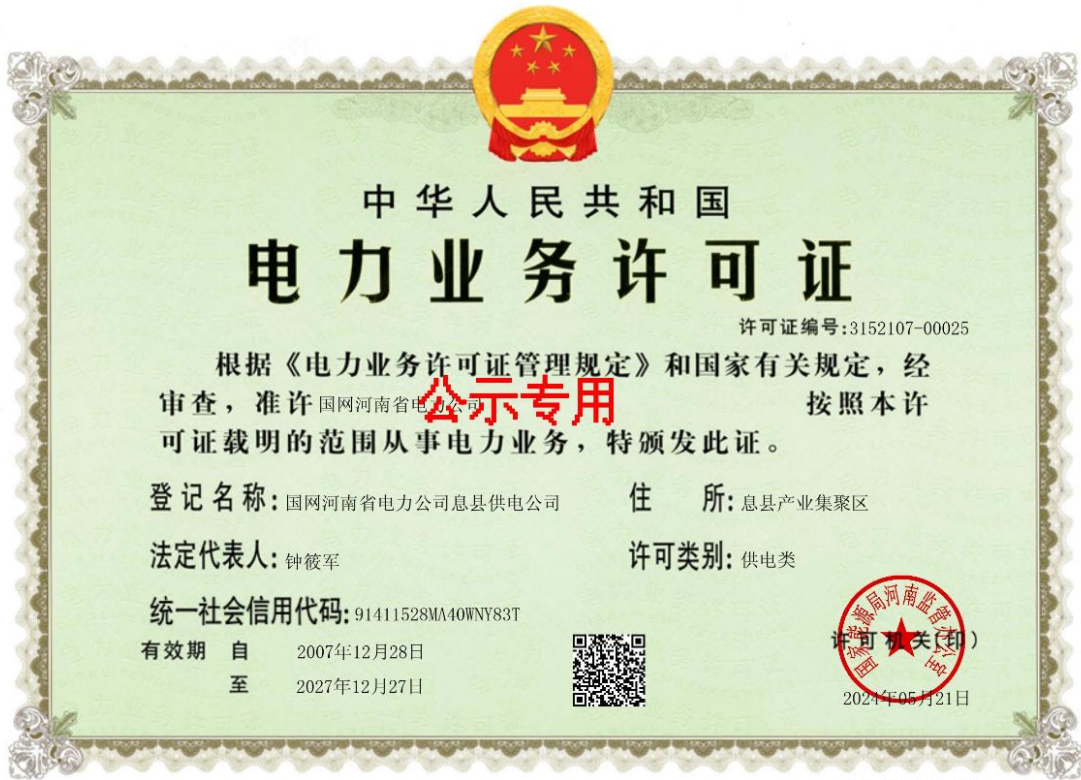 中华人民共和国
电力业务许可证
许可证编号:3152107-00025
根据《电力业务许可证管理规定》和国家有关规定，经
审查，准许 国网河南省电力公司 按照本许
可证载明的范围从事电力业务，特颁发此证。
公示专用
登记名称: 国网河南省电力公司息县供电公司 住 所: 息县产业集聚区
法定代表人: 钟筱军 许可类别: 供电类
统一社会信用代码: 91411528MA40WNY83T
有效期 自 2007年12月28日
至 2027年12月27日
国家能源局河南监管办公室
许可机关(印)
2024年05月21日